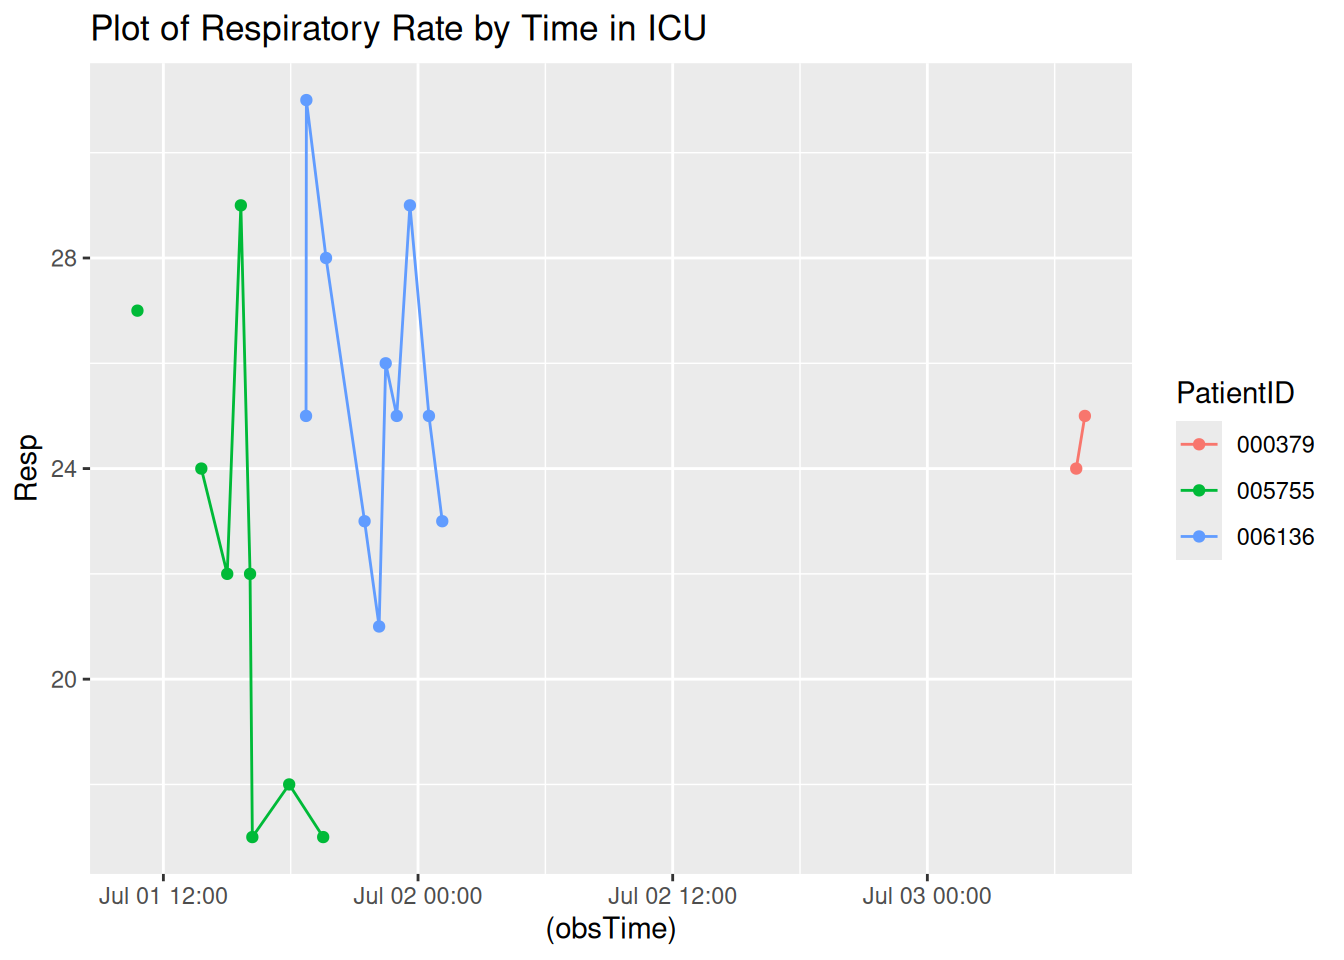 Plot of Respiratory Rate by Time in ICU
Resp
28
24
20
Jul 01 12:00
Jul 02 00:00
Jul 02 12:00
Jul 03 00:00
(obsTime)
PatientID
000379
005755
006136